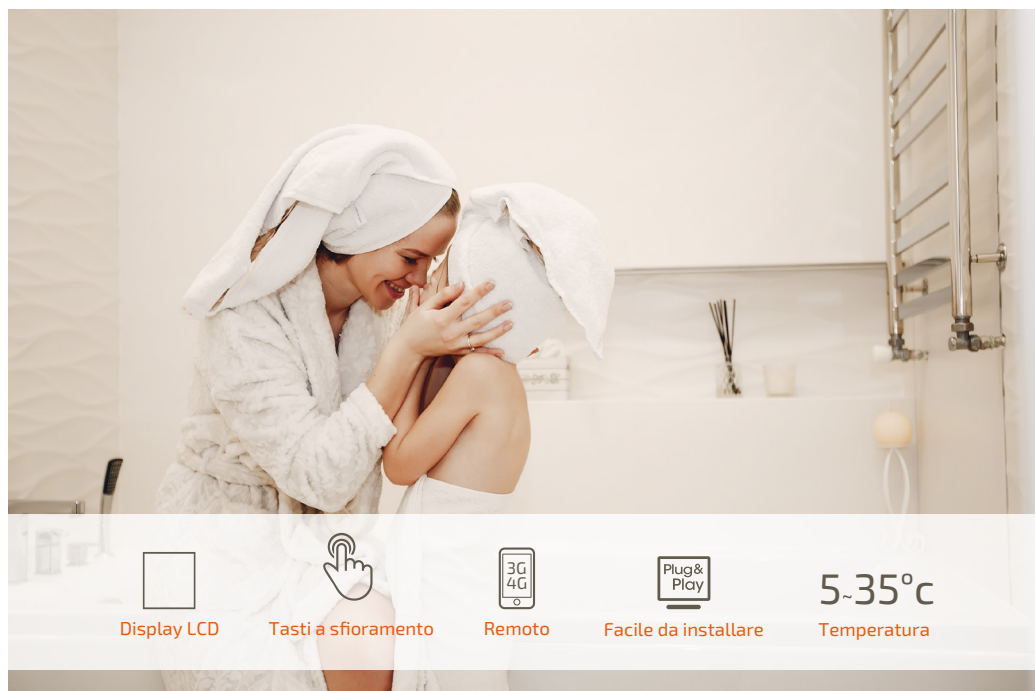 3G
4G
Plug&
Play
5~35°c
Display LCD
Tasti a sfioramento
Remoto
Facile da installare
Temperatura